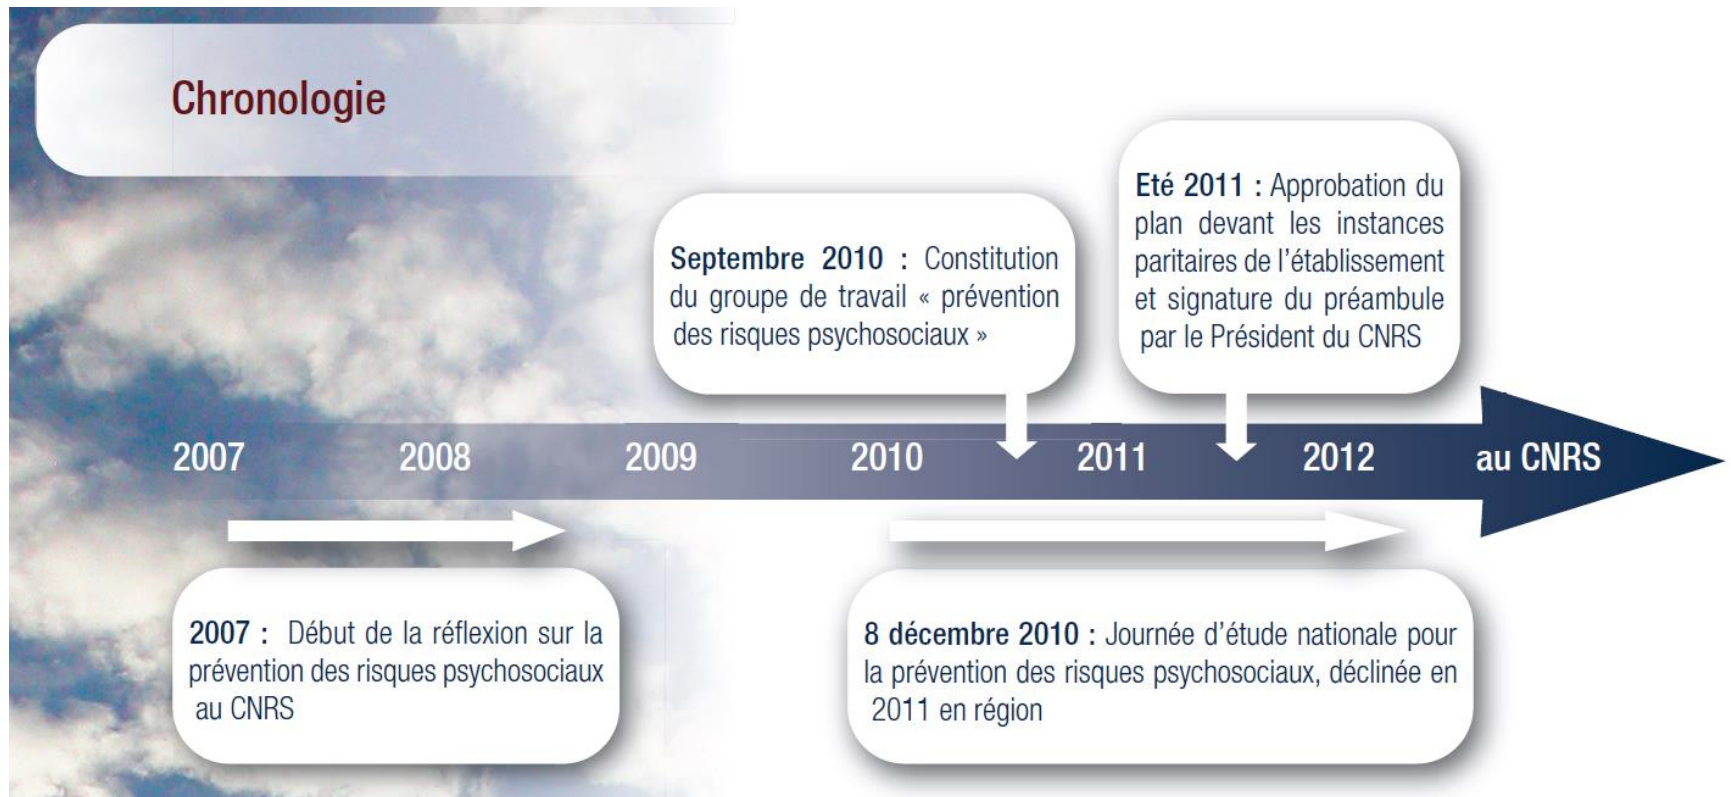 Chronologie
Eté 2011 : Approbation du
plan devant les instances
paritaires de l'établissement
et signature du préambule
par le Président du CNRS
Septembre 2010 : Constitution
du groupe de travail « prévention
des risques psychosociaux »
2007 2008 2009 2010 2011 2012 au CNRS
2007 : Début de la réflexion sur la
prévention des risques psychosociaux
au CNRS
8 décembre 2010 : Journée d'étude nationale pour
la prévention des risques psychosociaux, déclinée en
2011 en région